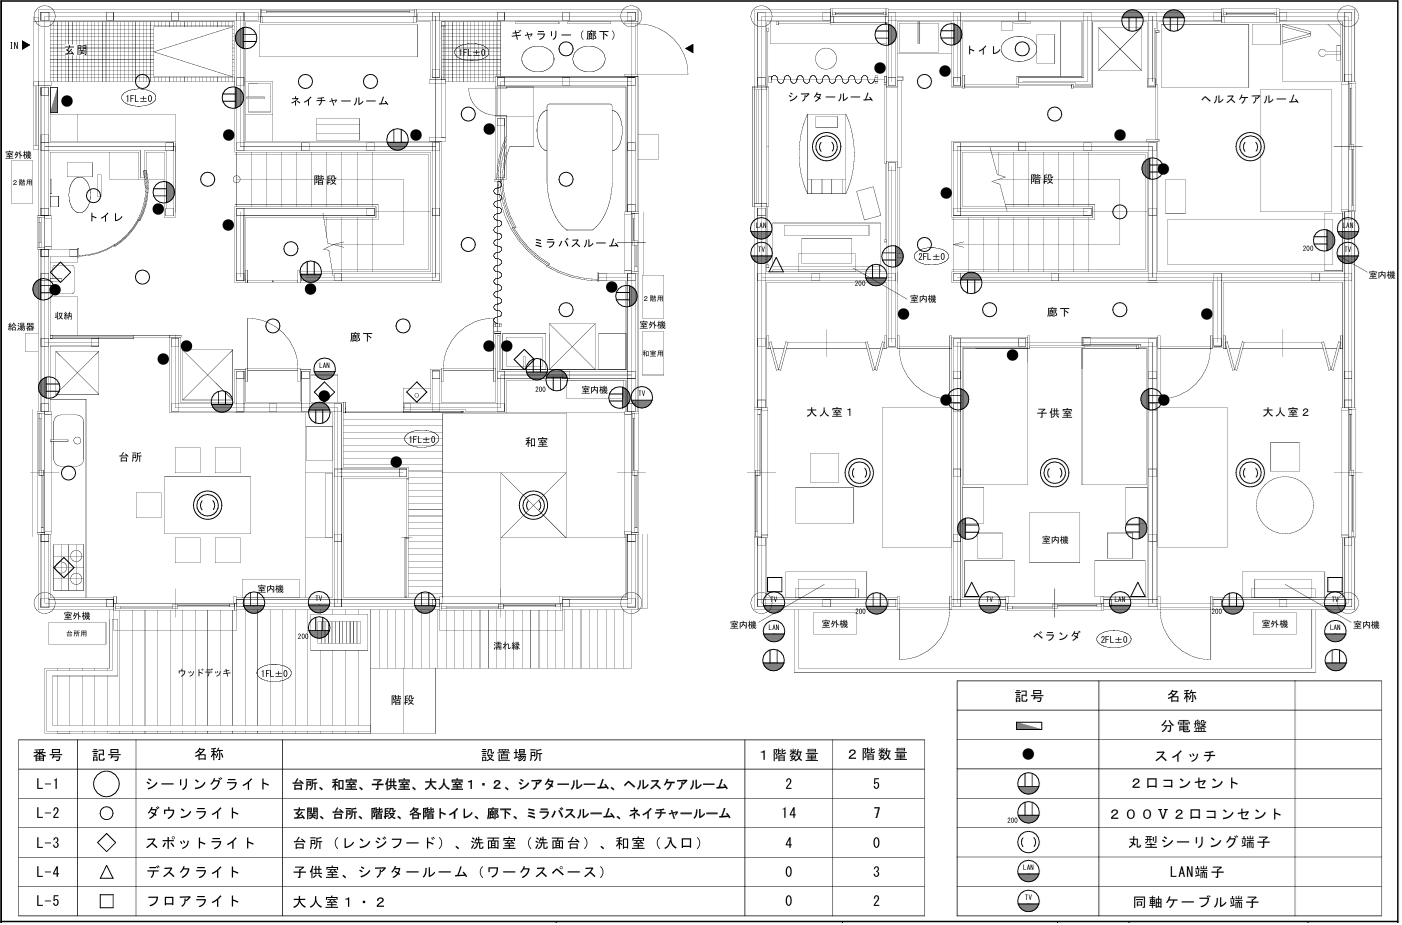 IN
玄関
1FL±0
ネイチャールーム
1FL±0
ギャラリー（廊下）
室外機
２階用
トイレ
階段
ミラバスルーム
収納
給湯器
廊下
LAN
２階用
室外機
和室用
200
室内機
TV
台所
1FL±0
和室
室内機
TV
室外機
台所用
200
ウッドデッキ
1FL±0
濡れ縁
階段
シアタールーム
トイレ
ヘルスケアルーム
階段
LAN
TV
2FL±0
200
室内機
200
LAN
TV
室内機
廊下
大人室１
子供室
大人室２
室内機
TV
200
TV
LAN
200
TV
室内機
LAN
室外機
ベランダ
2FL±0
室外機
室内機
LAN
番号 記号 名称 設置場所 １階数量 ２階数量
L-1 シーリングライト 台所、和室、子供室、大人室１・２、シアタールーム、ヘルスケアルーム 2 5
L-2 ダウンライト 玄関、台所、階段、各階トイレ、廊下、ミラバスルーム、ネイチャールーム 14 7
L-3 スポットライト 台所（レンジフード）、洗面室（洗面台）、和室（入口） 4 0
L-4 デスクライト 子供室、シアタールーム（ワークスペース） 0 3
L-5 フロアライト 大人室１・２ 0 2
記号 名称
分電盤
スイッチ
２口コンセント
200 ２００Ｖ２口コンセント
丸型シーリング端子
LAN LAN端子
TV 同軸ケーブル端子